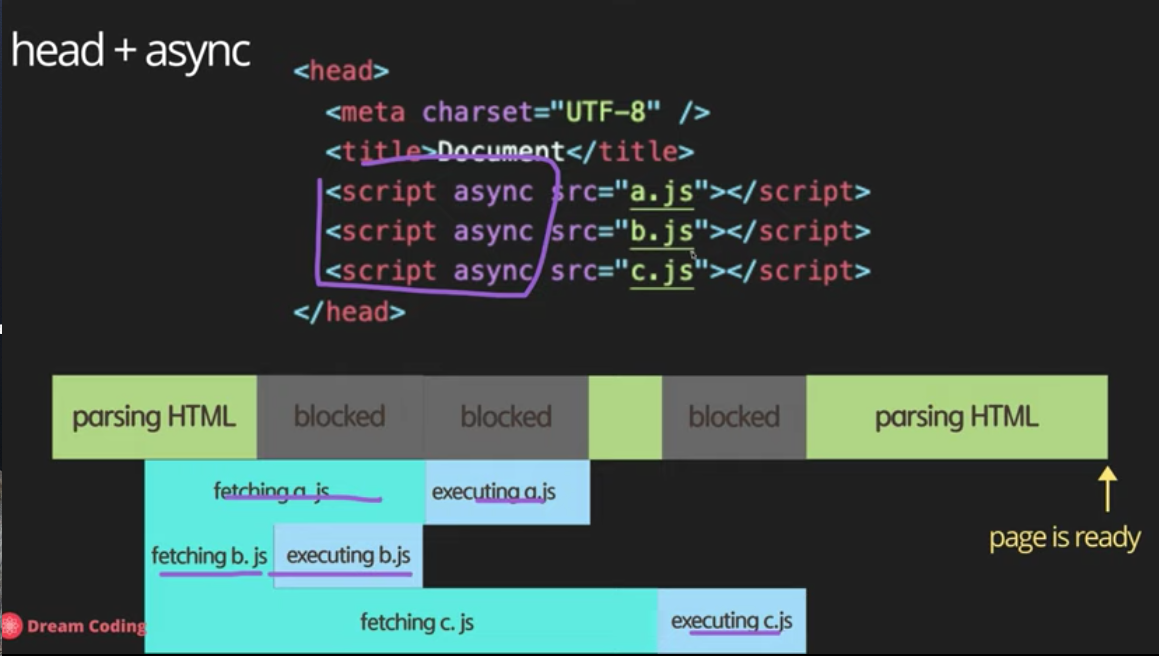 head + async
<head>
<meta charset="UTF-8" />
<title>Document</title>
<script async src="a.js"></script>
<script async src="b.js"></script>
<script async src="c.js"></script>
</head>
parsing HTML blocked blocked blocked parsing HTML
fetching a. js executing a.js
fetching b. js executing b.js
page is ready
fetching c. js executing c.js
Dream Coding